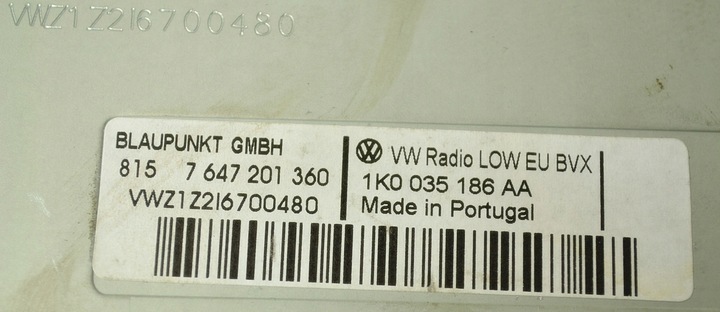 VWZ1Z2I6700480
BLAUPUNKT GMBH
815 7 647 201 360
VWZ1Z2I6700480
VW Radio LOW EU BVX
1K0 035 186 AA
Made in Portugal